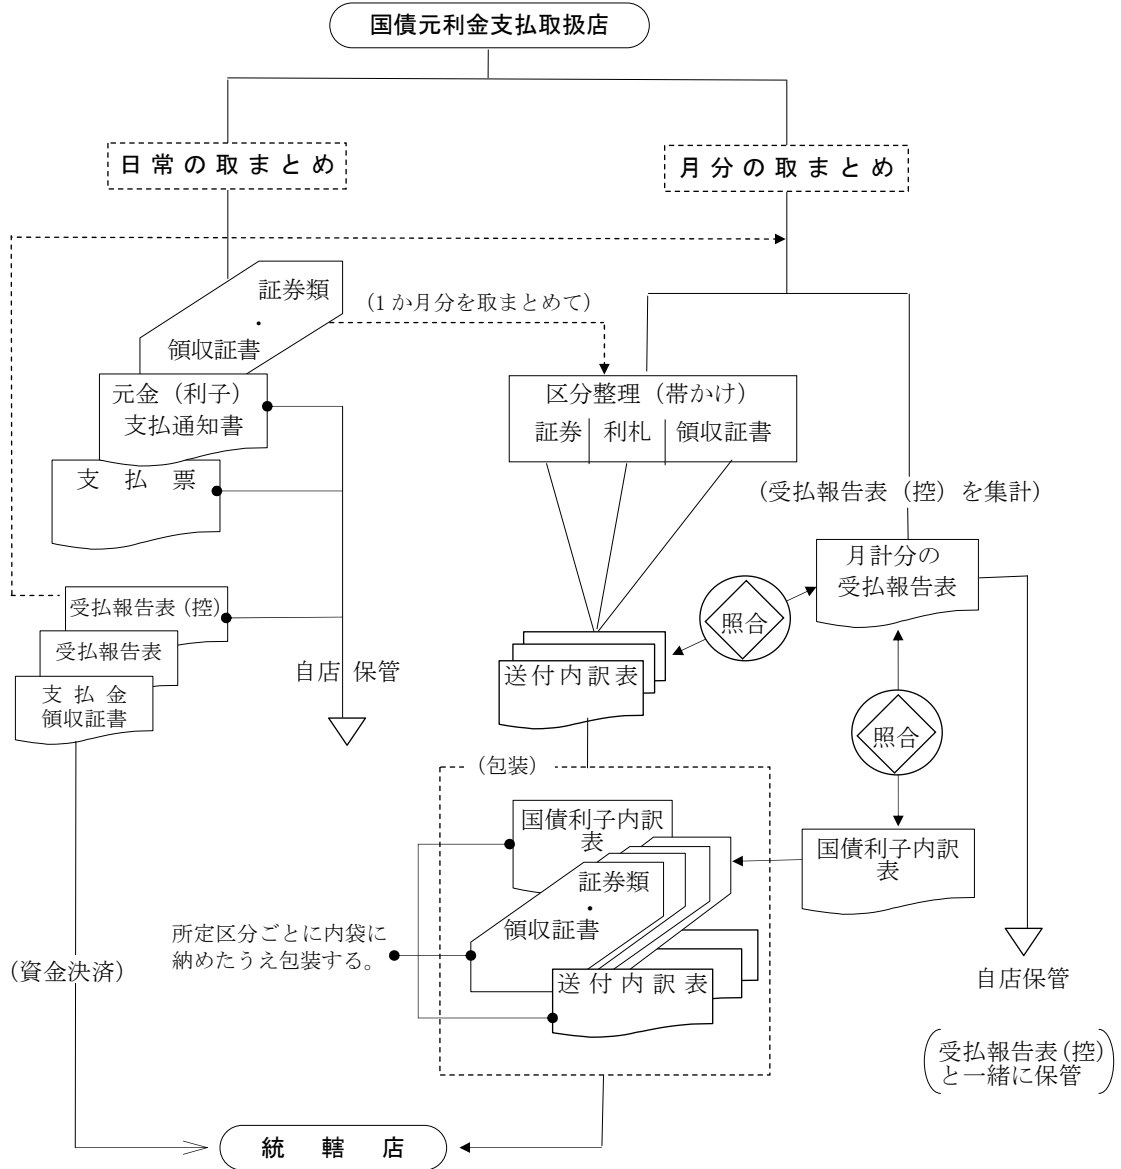 国債元利金支払取扱店
日常の取まとめ
月分の取まとめ
証券類
・
領収証書
(1か月分を取まとめて)
元金(利子)
支払通知書
支払票
区分整理(帯かけ)
証券 利札 領収証書
(受払報告表(控)を集計)
月計分の
受払報告表
照合
受払報告表(控)
受払報告表
支払金
領収証書
自店保管
送付内訳表
照合
(包装)
国債利子内訳
表
国債利子内訳
表
証券類
・
領収証書
所定区分ごとに内袋に
納めたうえ包装する。
送付内訳表
(資金決済)
自店保管
(受払報告表(控)
と一緒に保管)
統轄店